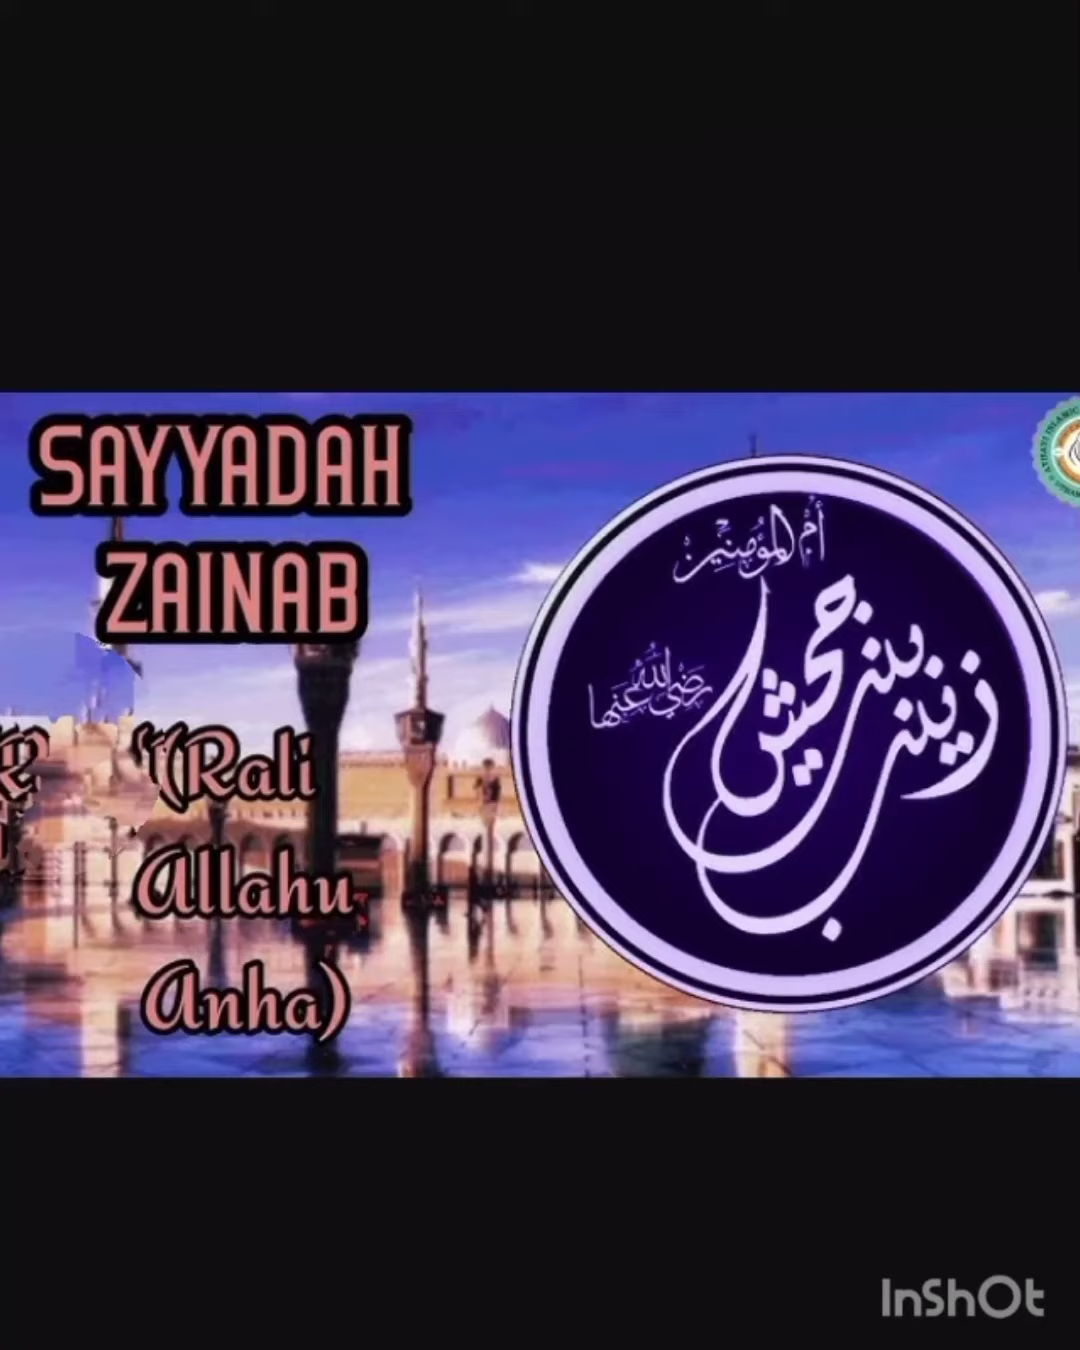 SAYYADAH
ZAINAB
(Rali
Allahu
Anha)
أم المؤمنين
زينب بنت جحش
رضي الله عنها
InShOt